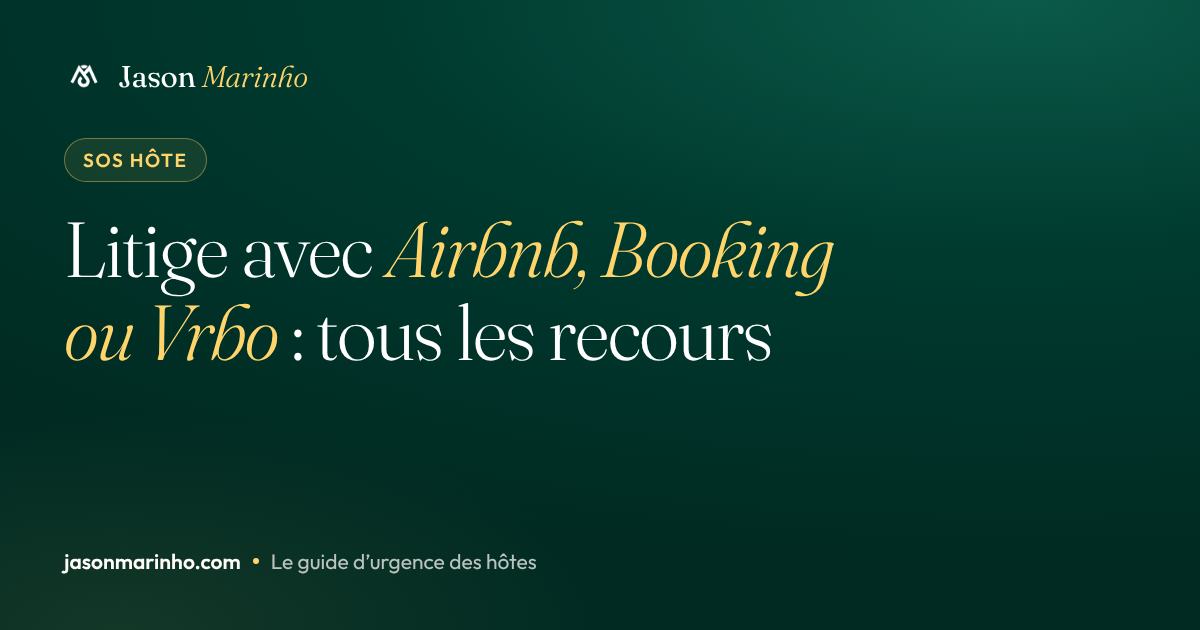 Jason Marinho
SOS HÔTE
Litige avec Airbnb, Booking
ou Vrbo : tous les recours
jasonmarinho.com • Le guide d’urgence des hôtes